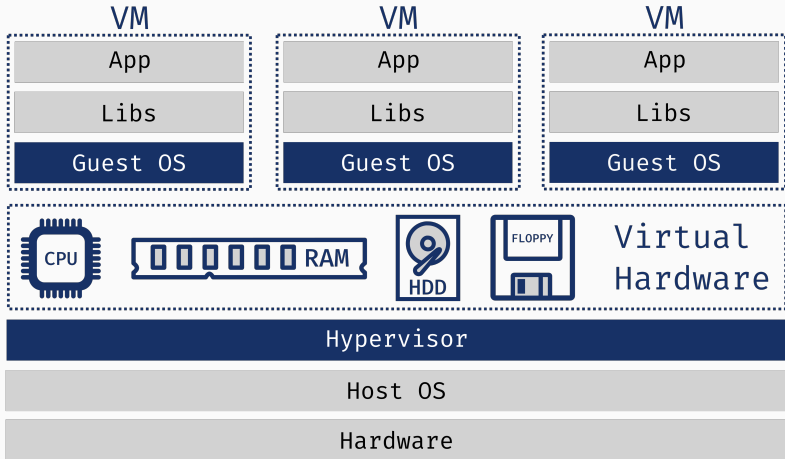 VM VM VM
App App App
Libs Libs Libs
Guest OS Guest OS Guest OS
CPU
RAM
HDD
FLOPPY
Virtual
Hardware
Hypervisor
Host OS
Hardware